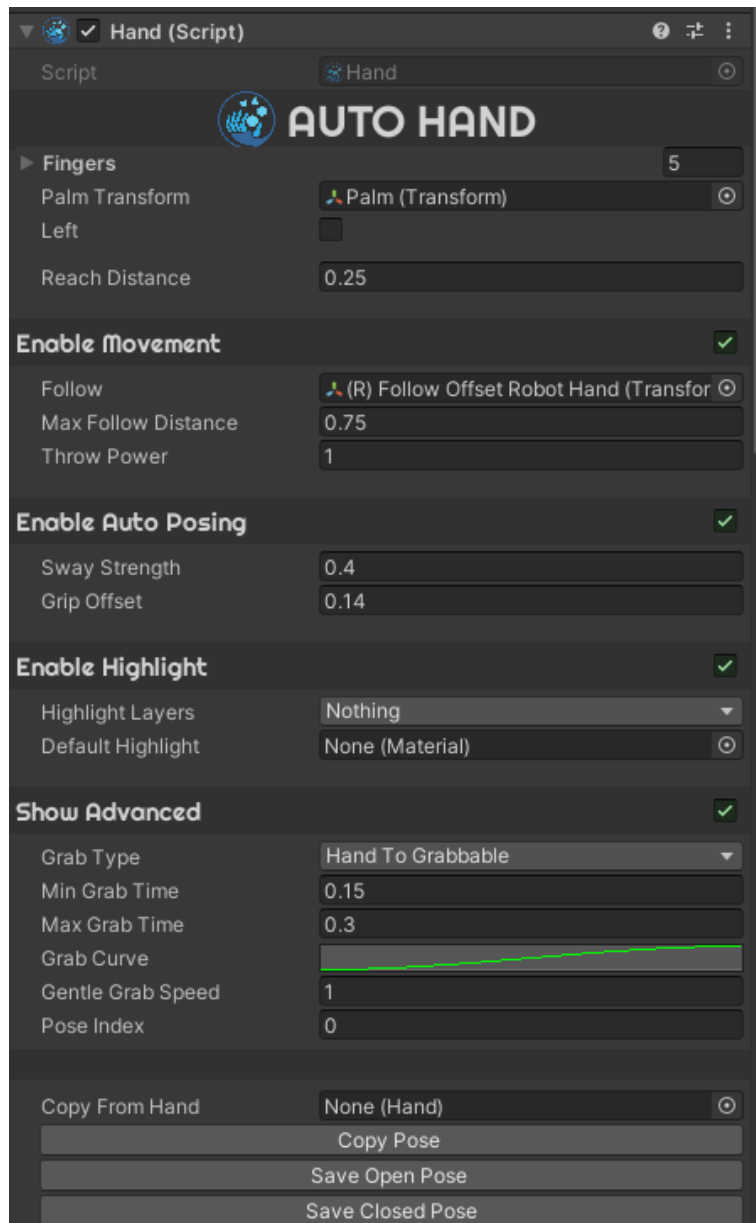 Hand (Script)
Script Hand
AUTO HAND
Fingers 5
Palm Transform Palm (Transform)
Left
Reach Distance 0.25
Enable Movement
Follow (R) Follow Offset Robot Hand (Transfor
Max Follow Distance 0.75
Throw Power 1
Enable Auto Posing
Sway Strength 0.4
Grip Offset 0.14
Enable Highlight
Highlight Layers Nothing
Default Highlight None (Material)
Show Advanced
Grab Type Hand To Grabbable
Min Grab Time 0.15
Max Grab Time 0.3
Grab Curve
Gentle Grab Speed 1
Pose Index 0
Copy From Hand None (Hand)
Copy Pose
Save Open Pose
Save Closed Pose